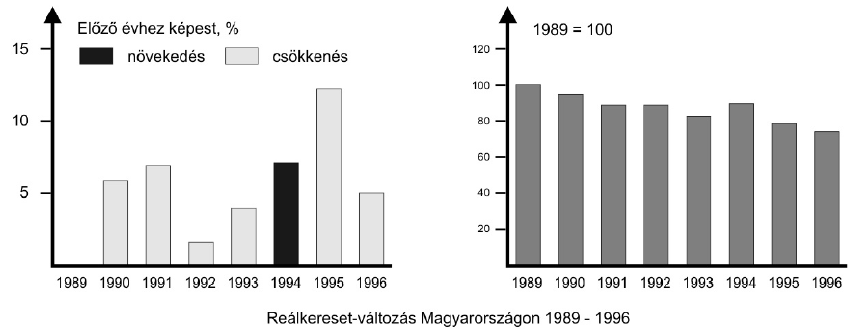 Előző évhez képest, %
növekedés
csökkenés
15
10
5
1989 1990 1991 1992 1993 1994 1995 1996
1989 = 100
120
100
80
60
40
20
1989 1990 1991 1992 1993 1994 1995 1996
Reálkereset-változás Magyarországon 1989 - 1996